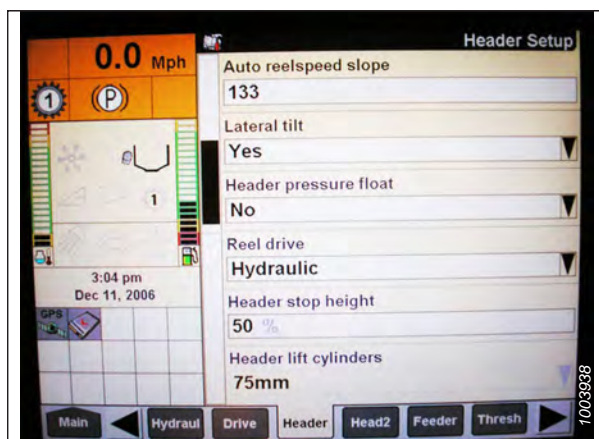 0.0 Mph
Header Setup
1
P
Auto reelspeed slope
133
Lateral tilt
Yes
Header pressure float
No
Reel drive
Hydraulic
Header stop height
50 %
Header lift cylinders
75mm
1
3:04 pm
Dec 11, 2006
GPS
Main
Hydraul
Drive
Header
Head2
Feeder
Thresh
1003938